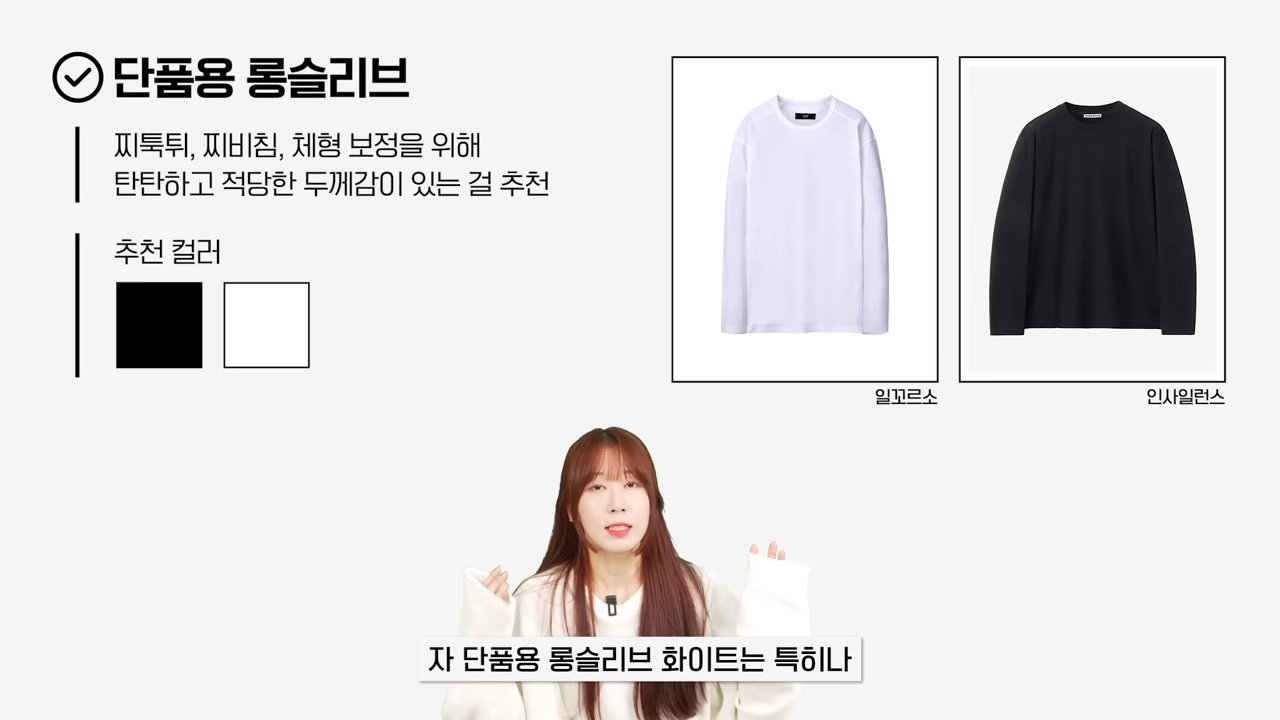 단품용 롱슬리브
찌툭튀, 찌비침, 체형 보정을 위해
탄탄하고 적당한 두께감이 있는 걸 추천
추천 컬러
일꼬르소
인사일런스
자 단품용 롱슬리브 화이트는 특히나